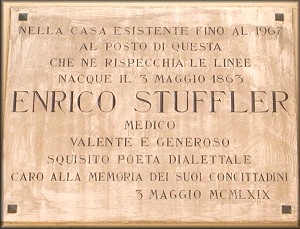 NELLA CASA ESISTENTE FINO AL 1967
AL POSTO DI QUESTA
CHE NE RISPECCHIA LE LINEE
NACQUE IL 3 MAGGIO 1863
ENRICO STUFFLER
MEDICO
VALENTE E GENEROSO
SQUISITO POETA DIALETTALE
CARO ALLA MEMORIA DEI SUOI CONCITTADINI
3 MAGGIO MCMLXIX